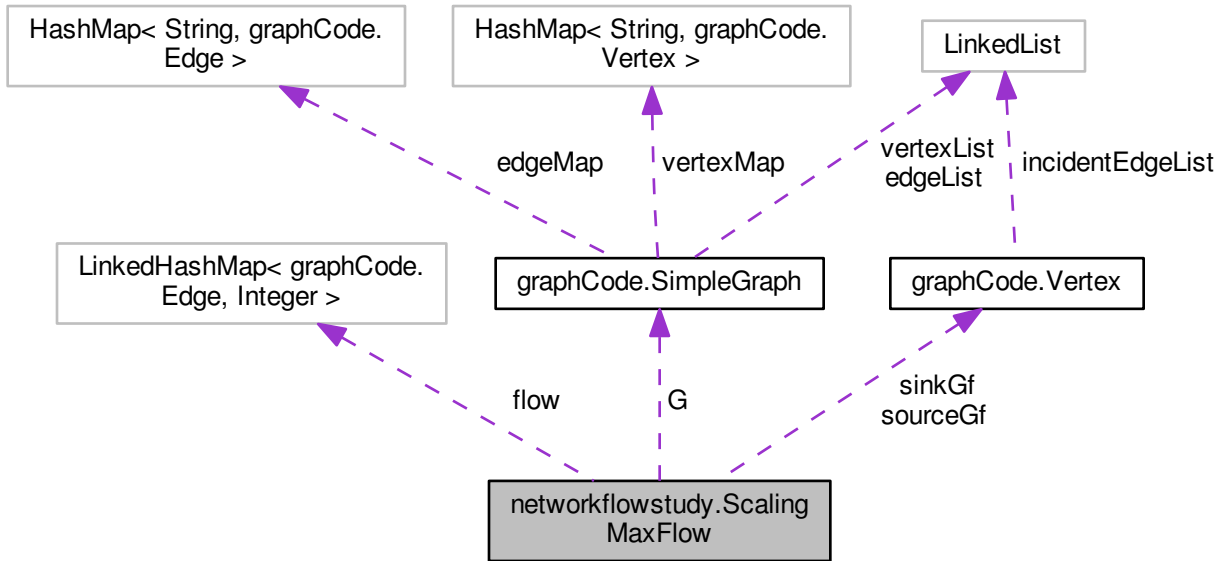 HashMap< String, graphCode.
Edge >
HashMap< String, graphCode.
Vertex >
LinkedList
edgeMap
vertexMap
vertexList
edgeList
incidentEdgeList
LinkedHashMap< graphCode.
Edge, Integer >
graphCode.SimpleGraph
graphCode.Vertex
flow
G
sinkGf
sourceGf
networkflowstudy.Scaling
MaxFlow